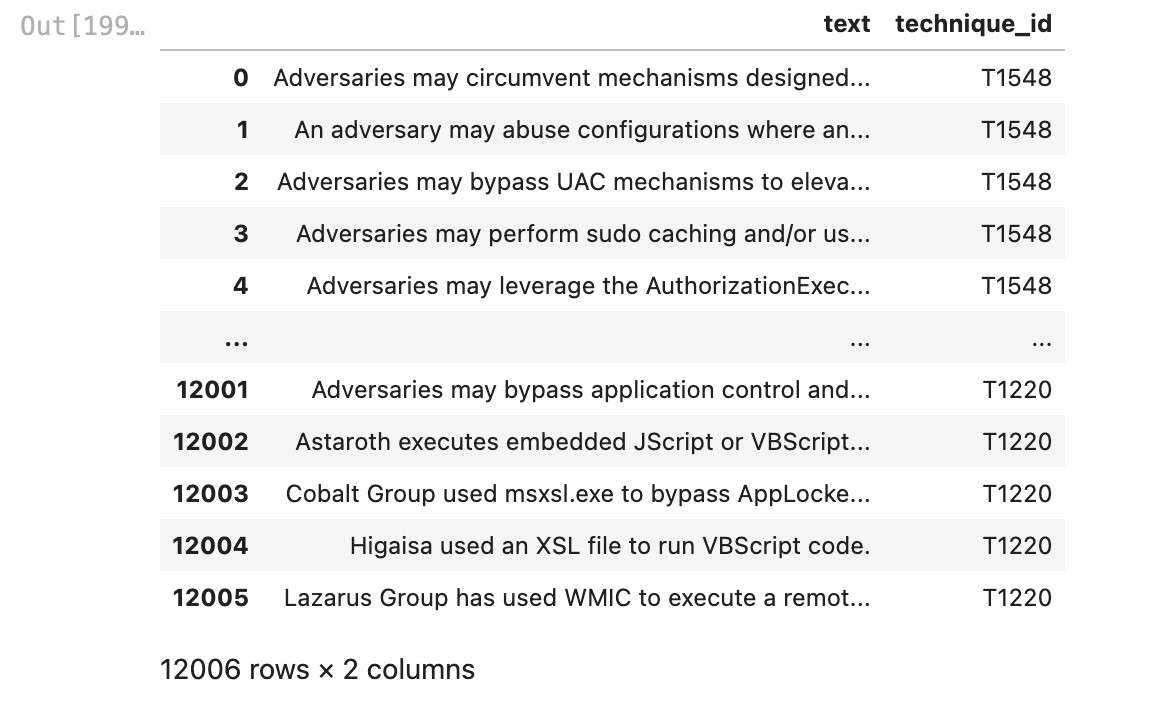 Out[199…
text technique_id
0 Adversaries may circumvent mechanisms designed... T1548
1 An adversary may abuse configurations where an... T1548
2 Adversaries may bypass UAC mechanisms to eleva... T1548
3 Adversaries may perform sudo caching and/or us... T1548
4 Adversaries may leverage the AuthorizationExec... T1548
... ... ...
12001 Adversaries may bypass application control and... T1220
12002 Astaroth executes embedded JScript or VBScript... T1220
12003 Cobalt Group used msxsl.exe to bypass AppLocke... T1220
12004 Higaisa used an XSL file to run VBScript code. T1220
12005 Lazarus Group has used WMIC to execute a remot... T1220
12006 rows × 2 columns